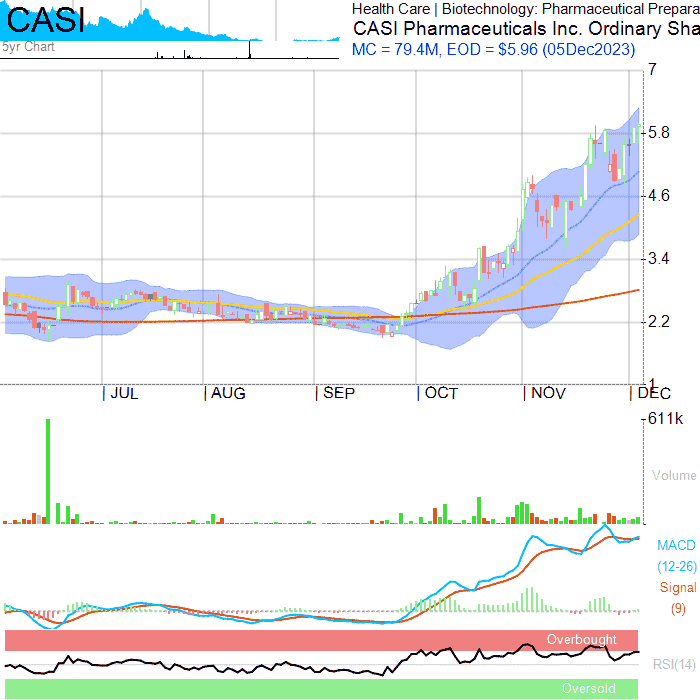 CASI
5yr Chart
Health Care | Biotechnology: Pharmaceutical Prepara
CASI Pharmaceuticals Inc. Ordinary Sha
MC = 79.4M, EOD = $5.96 (05Dec2023)
7
5.8
4.6
3.4
2.2
1
JUL AUG SEP OCT NOV DEC
611k
Volume
MACD
(12-26)
Signal
(9)
Overbought
RSI(14)
Oversold